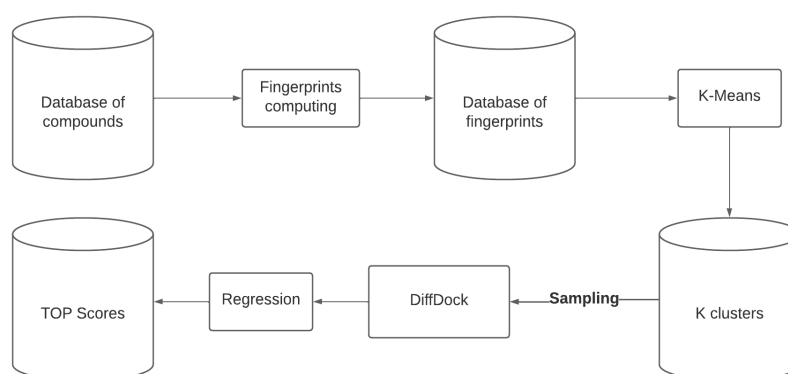 Database of
compounds
Fingerprints
computing
Database of
fingerprints
K-Means
TOP Scores
Regression
DiffDock
Sampling
K clusters